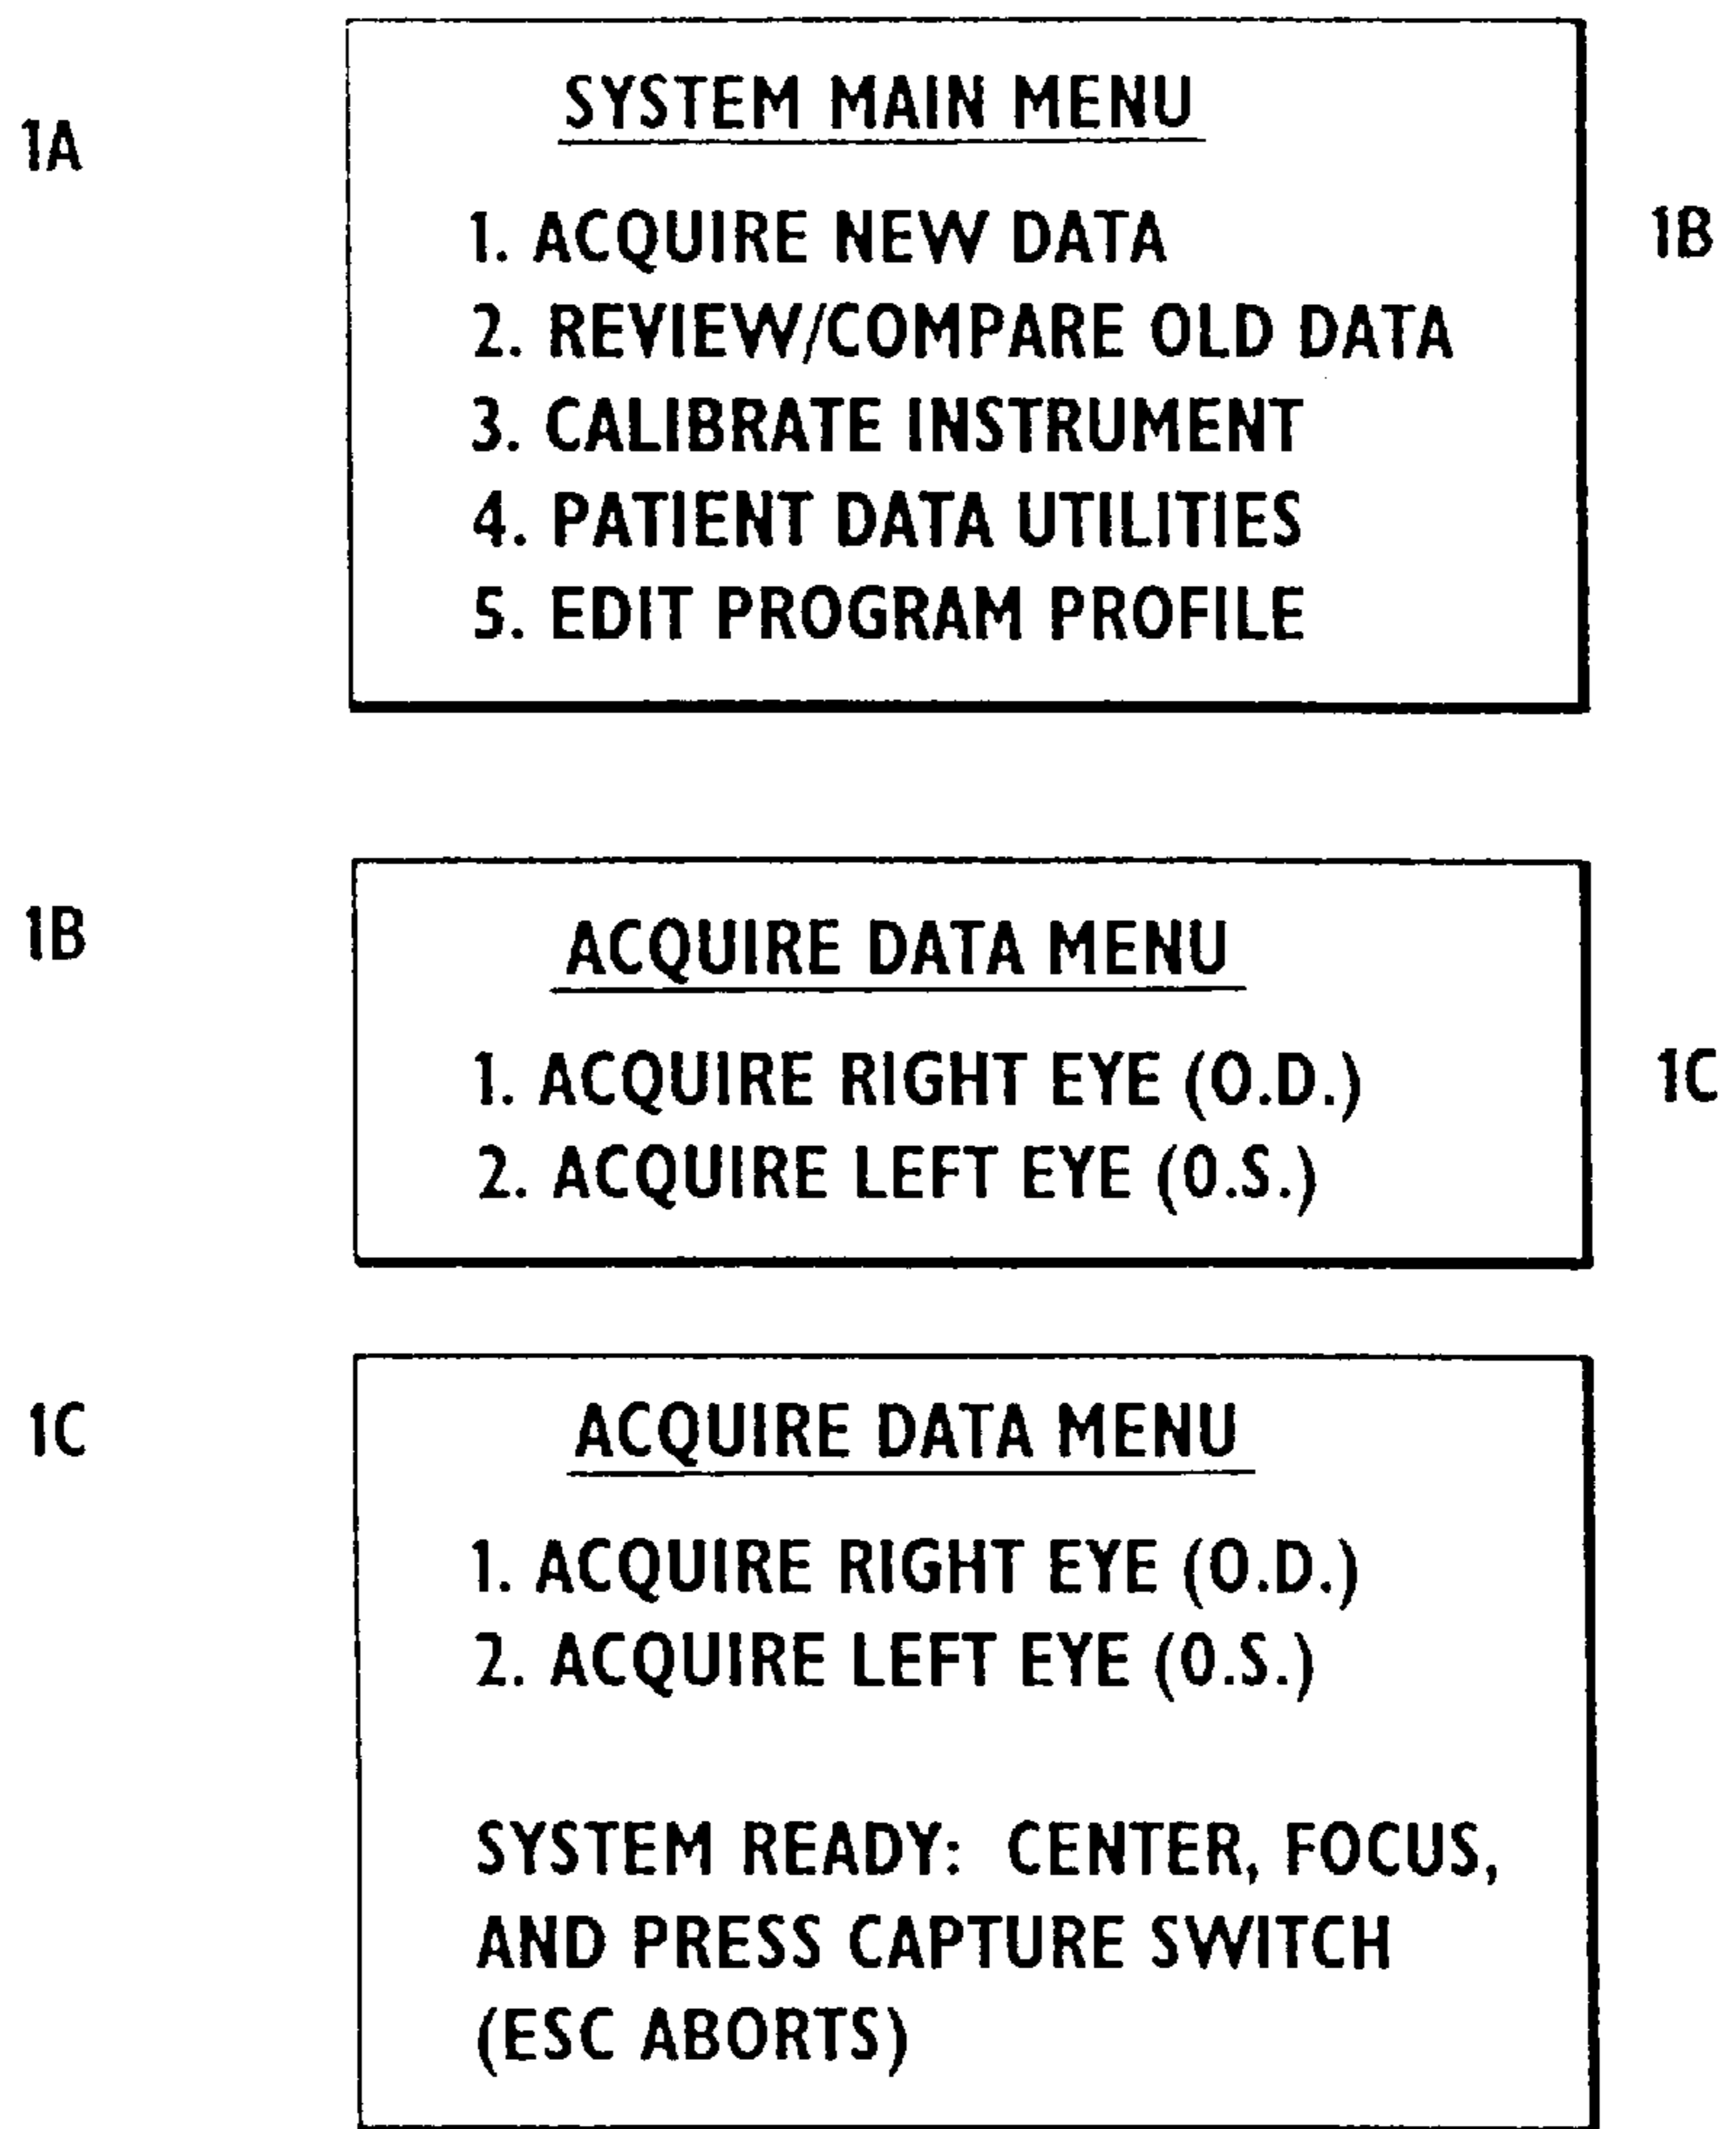 1A
SYSTEM MAIN MENU
1. ACQUIRE NEW DATA
1B
2. REVIEW/COMPARE OLD DATA
3. CALIBRATE INSTRUMENT
4. PATIENT DATA UTILITIES
5. EDIT PROGRAM PROFILE
1B
ACQUIRE DATA MENU
1. ACQUIRE RIGHT EYE (O.D.)
1C
2. ACQUIRE LEFT EYE (O.S.)
1C
ACQUIRE DATA MENU
1. ACQUIRE RIGHT EYE (O.D.)
2. ACQUIRE LEFT EYE (O.S.)
SYSTEM READY: CENTER, FOCUS,
AND PRESS CAPTURE SWITCH
(ESC ABORTS)